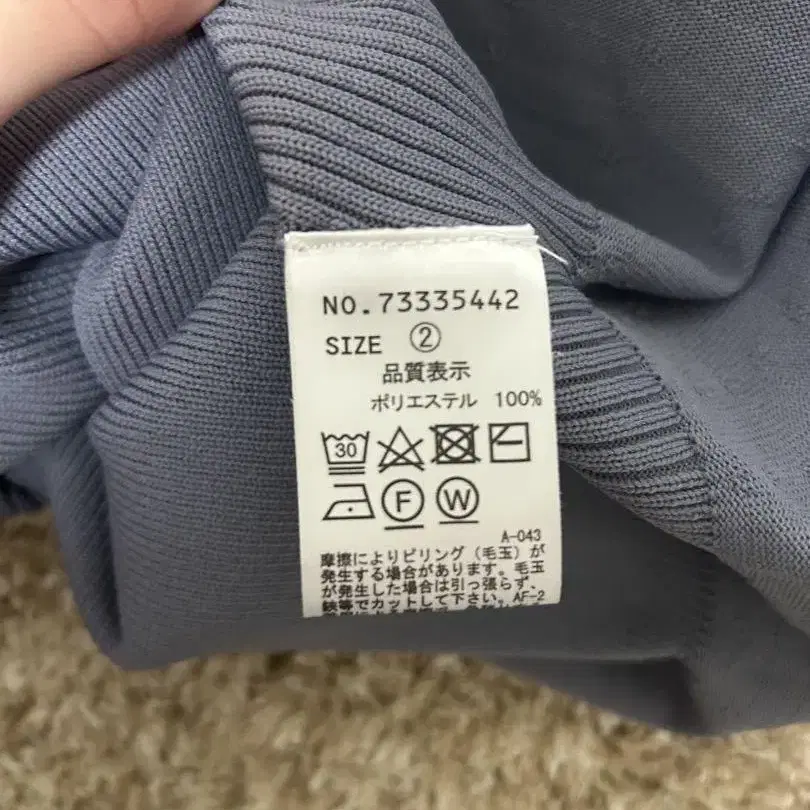 NO.73335442
SIZE ②
品質表示
ポリエステル 100%
30
F W
A-043
摩擦によりピリング(毛玉)が
発生する場合があります。毛玉
が発生した場合は引っ張らず、
鋏等でカットして下さい。AF-2